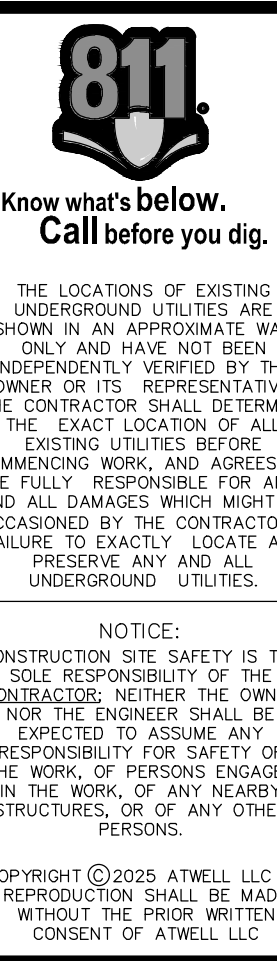 811.
Know what's below.
Call before you dig.
THE LOCATIONS OF EXISTING
UNDERGROUND UTILITIES ARE
SHOWN IN AN APPROXIMATE WA
ONLY AND HAVE NOT BEEN
NDEPENDENTLY VERIFIED BY TH
OWNER OR ITS REPRESENTATIV
HE CONTRACTOR SHALL DETERM
THE EXACT LOCATION OF ALL
EXISTING UTILITIES BEFORE
MMENCING WORK, AND AGREES
E FULLY RESPONSIBLE FOR A
ND ALL DAMAGES WHICH MIGHT
CCASIONED BY THE CONTRACTO
AILURE TO EXACTLY LOCATE A
PRESERVE ANY AND ALL
UNDERGROUND UTILITIES.
NOTICE:
ONSTRUCTION SITE SAFETY IS T
SOLE RESPONSIBILITY OF THE
ONTRACTOR; NEITHER THE OWN
NOR THE ENGINEER SHALL BE
EXPECTED TO ASSUME ANY
RESPONSIBILITY FOR SAFETY OF
HE WORK, OF PERSONS ENGAGE
IN THE WORK, OF ANY NEARBY
STRUCTURES, OR OF ANY OTHE
PERSONS.
OPYRIGHT © 2025 ATWELL LLC
REPRODUCTION SHALL BE MAD
WITHOUT THE PRIOR WRITTEN
CONSENT OF ATWELL LLC